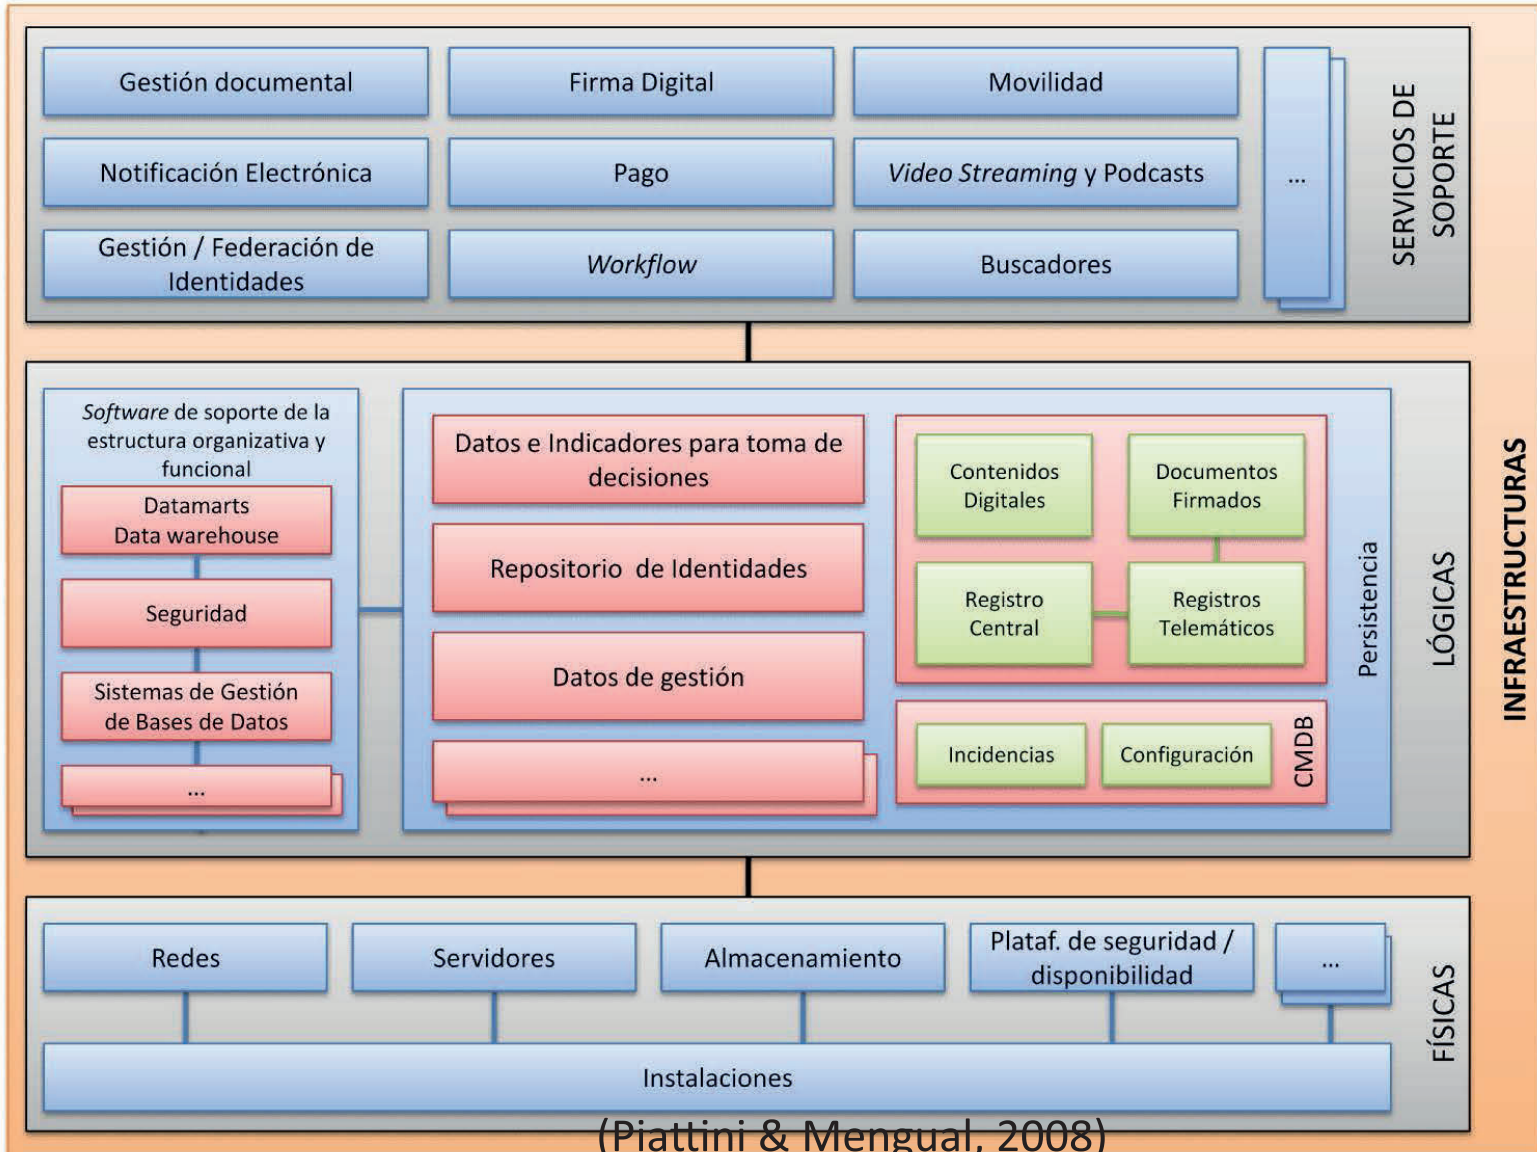 Gestión documental
Firma Digital
Movilidad
Notificación Electrónica
Pago
Video Streaming y Podcasts
Gestión / Federación de
Identidades
Workflow
Buscadores
...
SERVICIOS DE
SOPORTE
Software de soporte de la
estructura organizativa y
funcional
Datamarts
Data warehouse
Seguridad
Sistemas de Gestión
de Bases de Datos
...
Datos e Indicadores para toma de
decisiones
Repositorio de Identidades
Datos de gestión
...
Contenidos
Digitales
Documentos
Firmados
Registro
Central
Registros
Telemáticos
Incidencias
Configuración
CMDB
Persistencia
LÓGICAS
INFRAESTRUCTURAS
Redes
Servidores
Almacenamiento
Plataf. de seguridad /
disponibilidad
...
Instalaciones
FÍSICAS
(Piattini & Mengual, 2008)